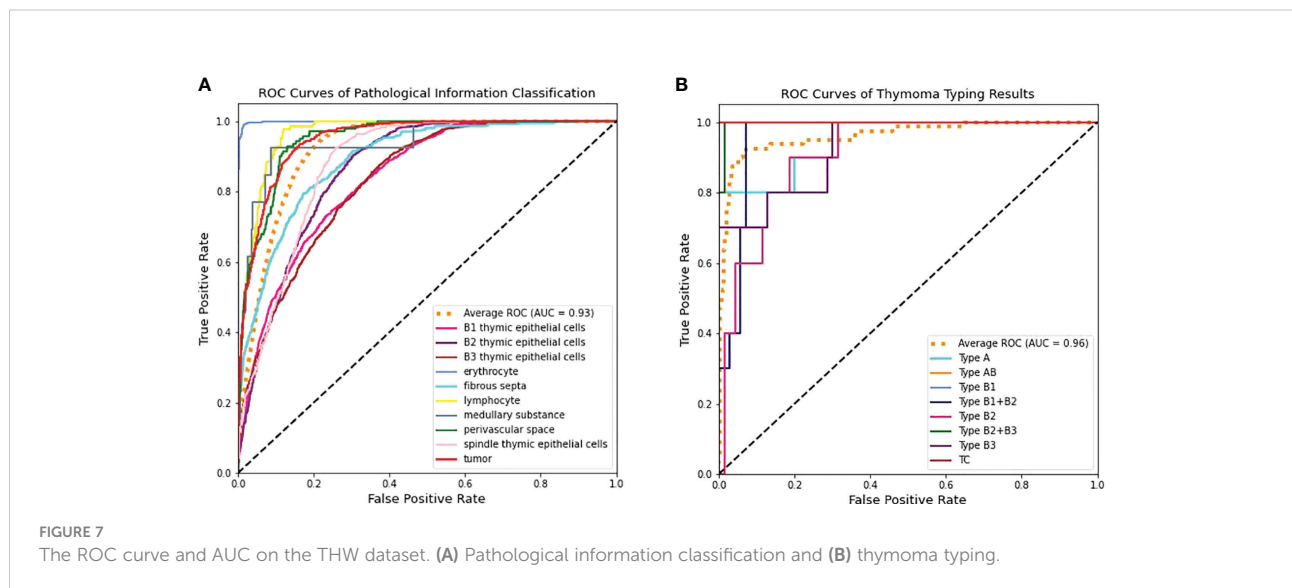 A
ROC Curves of Pathological Information Classification
True Positive Rate
1.0
0.8
0.6
0.4
0.2
0.0
Average ROC (AUC = 0.93)
B1 thymic epithelial cells
B2 thymic epithelial cells
B3 thymic epithelial cells
erythrocyte
fibrous septa
lymphocyte
medullary substance
perivascular space
spindle thymic epithelial cells
tumor
0.0 0.2 0.4 0.6 0.8 1.0
False Positive Rate
B
ROC Curves of Thymoma Typing Results
True Positive Rate
1.0
0.8
0.6
0.4
0.2
0.0
Average ROC (AUC = 0.96)
Type A
Type AB
Type B1
Type B1+B2
Type B2
Type B2+B3
Type B3
TC
0.0 0.2 0.4 0.6 0.8 1.0
False Positive Rate
FIGURE 7
The ROC curve and AUC on the THW dataset. (A) Pathological information classification and (B) thymoma typing.